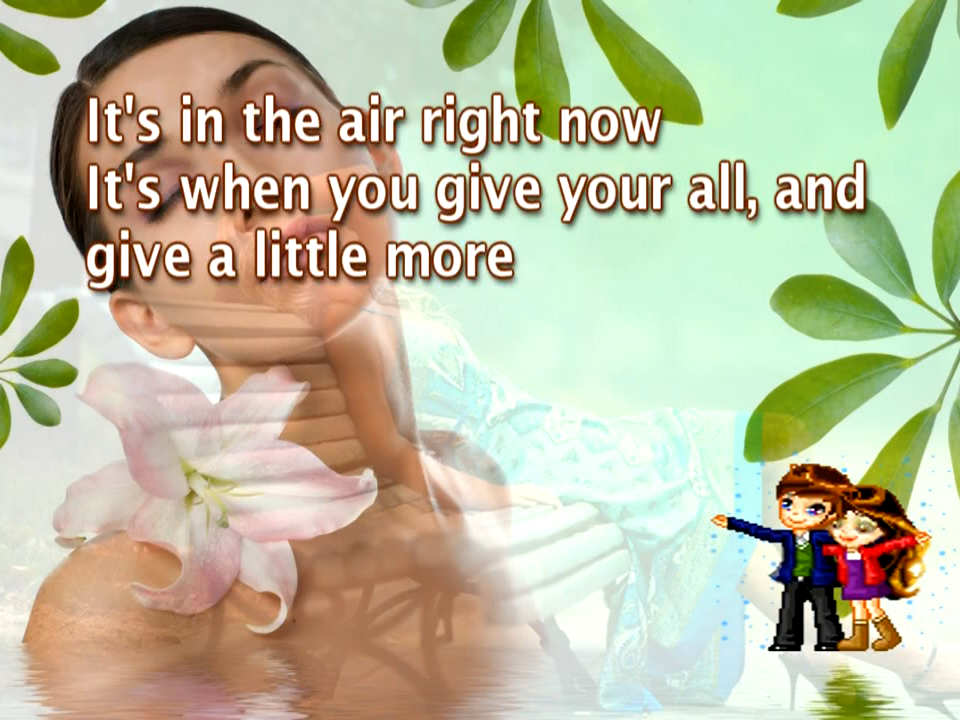 It's in the air right now
It's when you give your all, and
give a little more